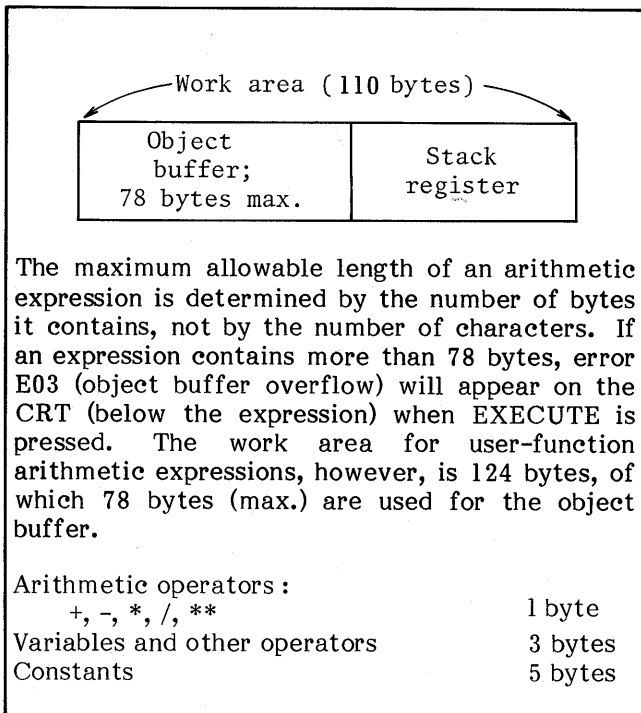 Work area (110 bytes)
Object
buffer;
78 bytes max.
Stack
register
The maximum allowable length of an arithmetic
expression is determined by the number of bytes
it contains, not by the number of characters. If
an expression contains more than 78 bytes, error
E03 (object buffer overflow) will appear on the
CRT (below the expression) when EXECUTE is
pressed. The work area for user-function
arithmetic expressions, however, is 124 bytes, of
which 78 bytes (max.) are used for the object
buffer.
Arithmetic operators :
+, -, *, /, ** 1 byte
Variables and other operators 3 bytes
Constants 5 bytes